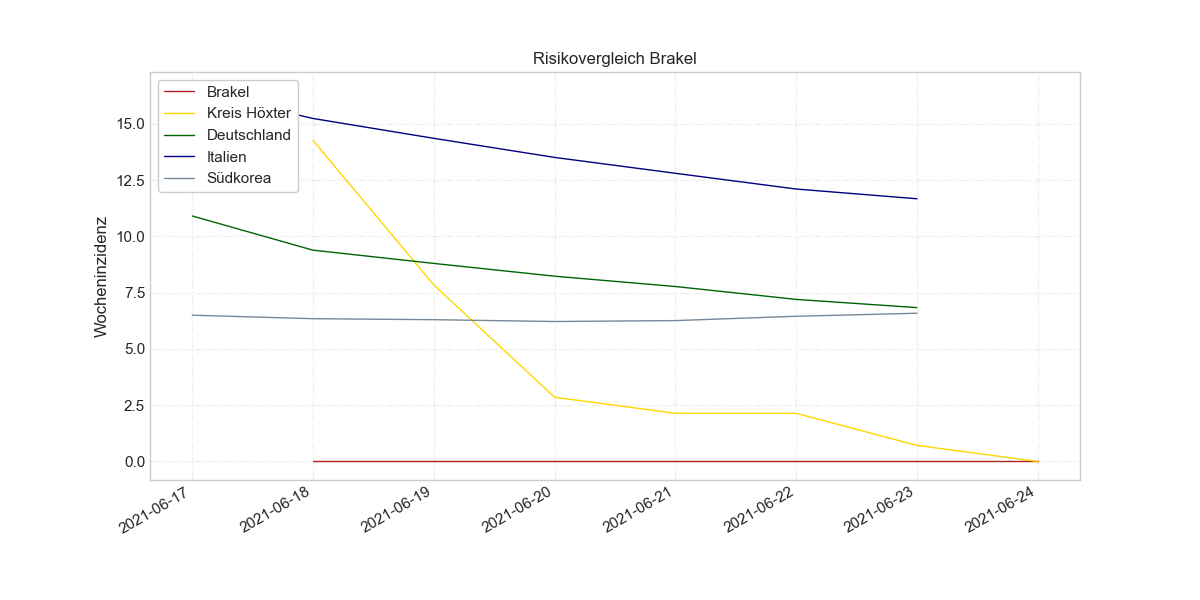 Risikovergleich Brakel
Brakel
Kreis Höxter
Deutschland
Italien
Südkorea
Wocheninzidenz
15.0
12.5
10.0
7.5
5.0
2.5
0.0
2021-06-17
2021-06-18
2021-06-19
2021-06-20
2021-06-21
2021-06-22
2021-06-23
2021-06-24